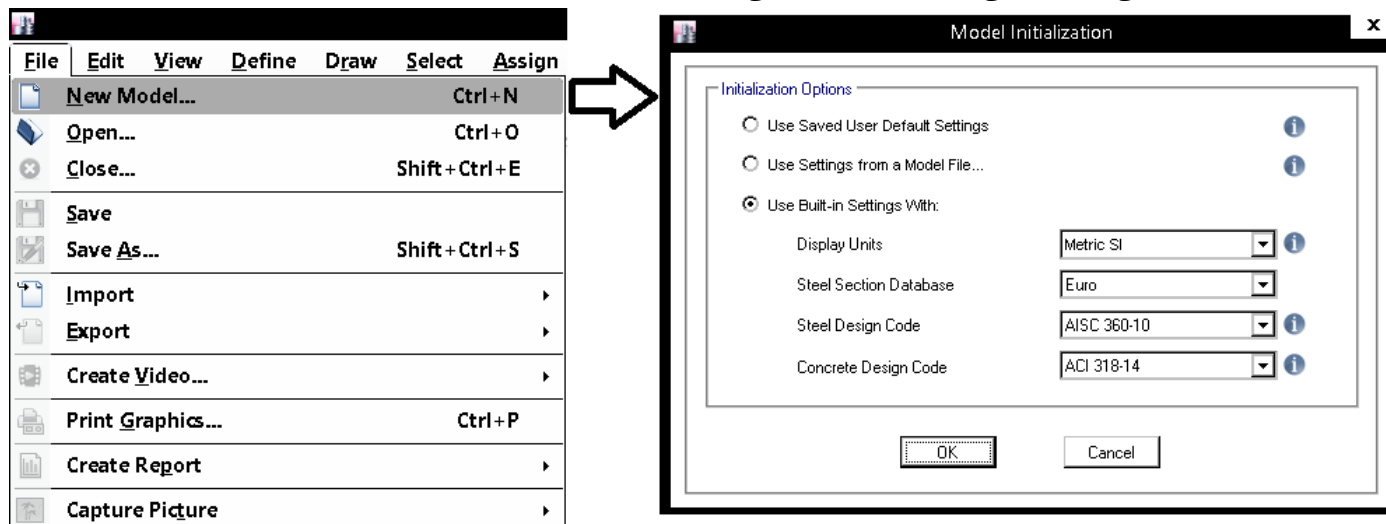 File Edit View Define Draw Select Assign
New Model... Ctrl+N
Open... Ctrl+O
Close... Shift+Ctrl+E
Save
Save As... Shift+Ctrl+S
Import
Export
Create Video...
Print Graphics... Ctrl+P
Create Report
Capture Picture
Model Initialization x
Initialization Options
Use Saved User Default Settings
Use Settings from a Model File...
Use Built-in Settings With:
Display Units Metric SI
Steel Section Database Euro
Steel Design Code AISC 360-10
Concrete Design Code ACI 318-14
OK Cancel